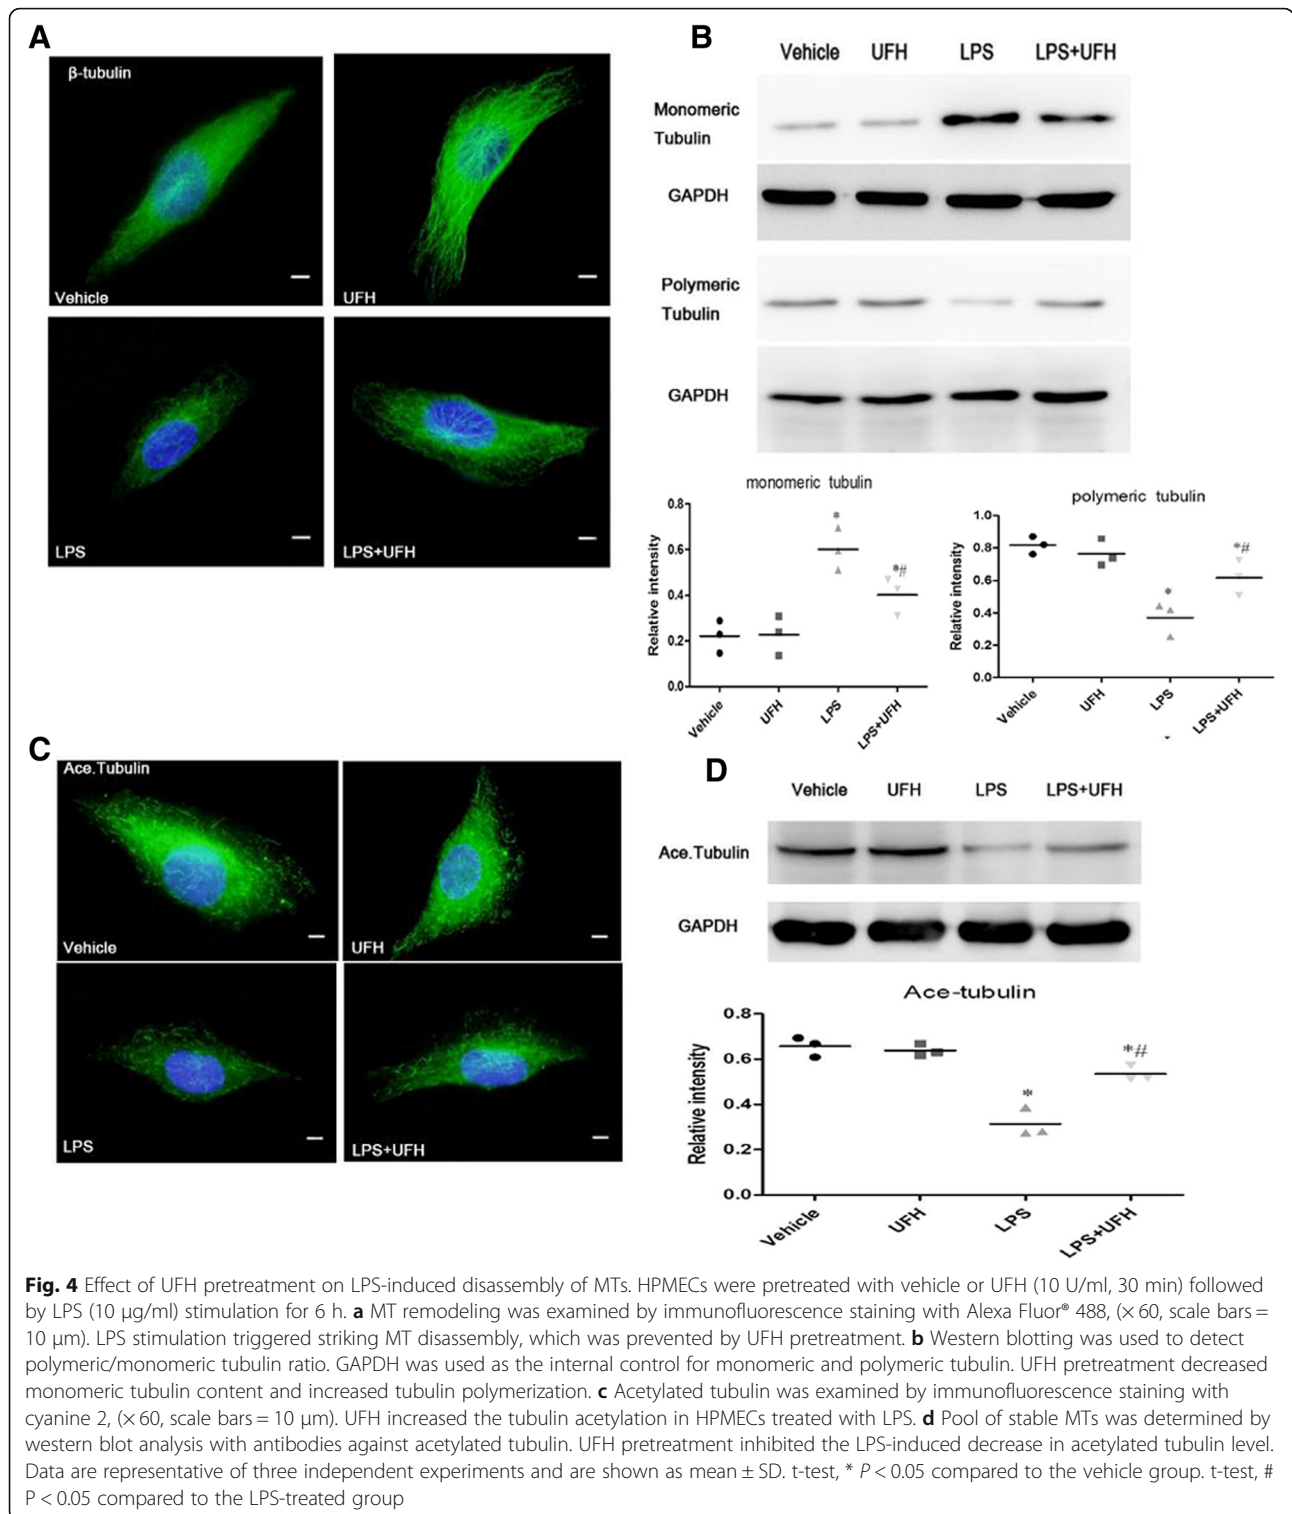 A
β-tubulin
Vehicle
UFH
LPS
LPS+UFH
B
Vehicle UFH LPS LPS+UFH
Monomeric
Tubulin
GAPDH
Polymeric
Tubulin
GAPDH
monomeric tubulin
Relative intensity
0.8
0.6
0.4
0.2
0.0
*
*#
Vehicle
UFH
LPS
LPS+UFH
polymeric tubulin
Relative intensity
1.0
0.8
0.6
0.4
0.2
0.0
*
*#
Vehicle
UFH
LPS
LPS+UFH
C
Ace.Tubulin
Vehicle
UFH
LPS
LPS+UFH
D
Vehicle UFH LPS LPS+UFH
Ace.Tubulin
GAPDH
Ace-tubulin
Relative intensity
0.8
0.6
0.4
0.2
0.0
*
*#
Vehicle
UFH
LPS
LPS+UFH
Fig. 4 Effect of UFH pretreatment on LPS-induced disassembly of MTs. HPMECs were pretreated with vehicle or UFH (10 U/ml, 30 min) followed
by LPS (10 μg/ml) stimulation for 6 h. a MT remodeling was examined by immunofluorescence staining with Alexa Fluor® 488, (× 60, scale bars =
10 μm). LPS stimulation triggered striking MT disassembly, which was prevented by UFH pretreatment. b Western blotting was used to detect
polymeric/monomeric tubulin ratio. GAPDH was used as the internal control for monomeric and polymeric tubulin. UFH pretreatment decreased
monomeric tubulin content and increased tubulin polymerization. c Acetylated tubulin was examined by immunofluorescence staining with
cyanine 2, (× 60, scale bars = 10 μm). UFH increased the tubulin acetylation in HPMECs treated with LPS. d Pool of stable MTs was determined by
western blot analysis with antibodies against acetylated tubulin. UFH pretreatment inhibited the LPS-induced decrease in acetylated tubulin level.
Data are representative of three independent experiments and are shown as mean ± SD. t-test, * P < 0.05 compared to the vehicle group. t-test, #
P < 0.05 compared to the LPS-treated group